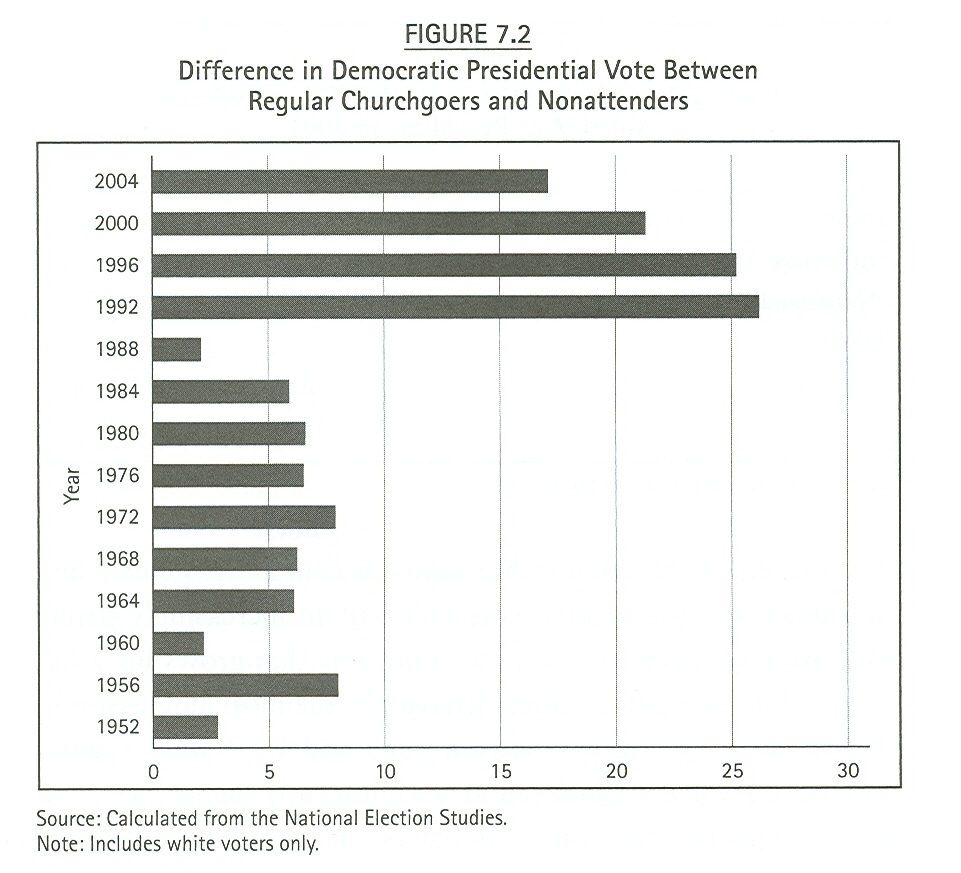 FIGURE 7.2
Difference in Democratic Presidential Vote Between
Regular Churchgoers and Nonattenders
2004
2000
1996
1992
1988
1984
1980
1976
1972
1968
1964
1960
1956
1952
Year
0 5 10 15 20 25 30
Source: Calculated from the National Election Studies.
Note: Includes white voters only.